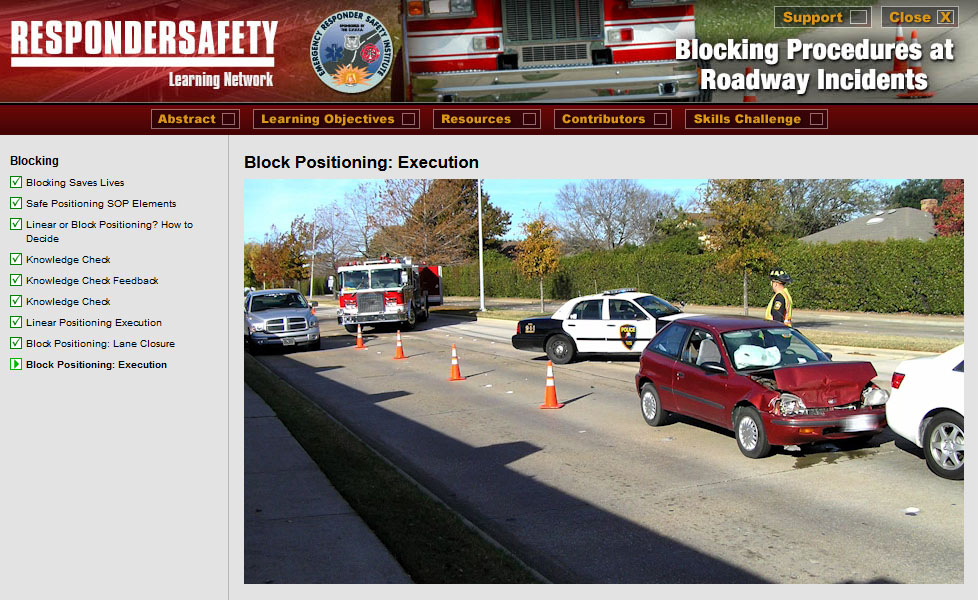 RESPONDERSAFETY
Learning Network
EMERGENCY RESPONDER SAFETY INSTITUTE
Support
Close X
Blocking Procedures at
Roadway Incidents
Abstract
Learning Objectives
Resources
Contributors
Skills Challenge
Blocking
Blocking Saves Lives
Safe Positioning SOP Elements
Linear or Block Positioning? How to
Decide
Knowledge Check
Knowledge Check Feedback
Knowledge Check
Linear Positioning Execution
Block Positioning: Lane Closure
Block Positioning: Execution
Block Positioning: Execution
POLICE